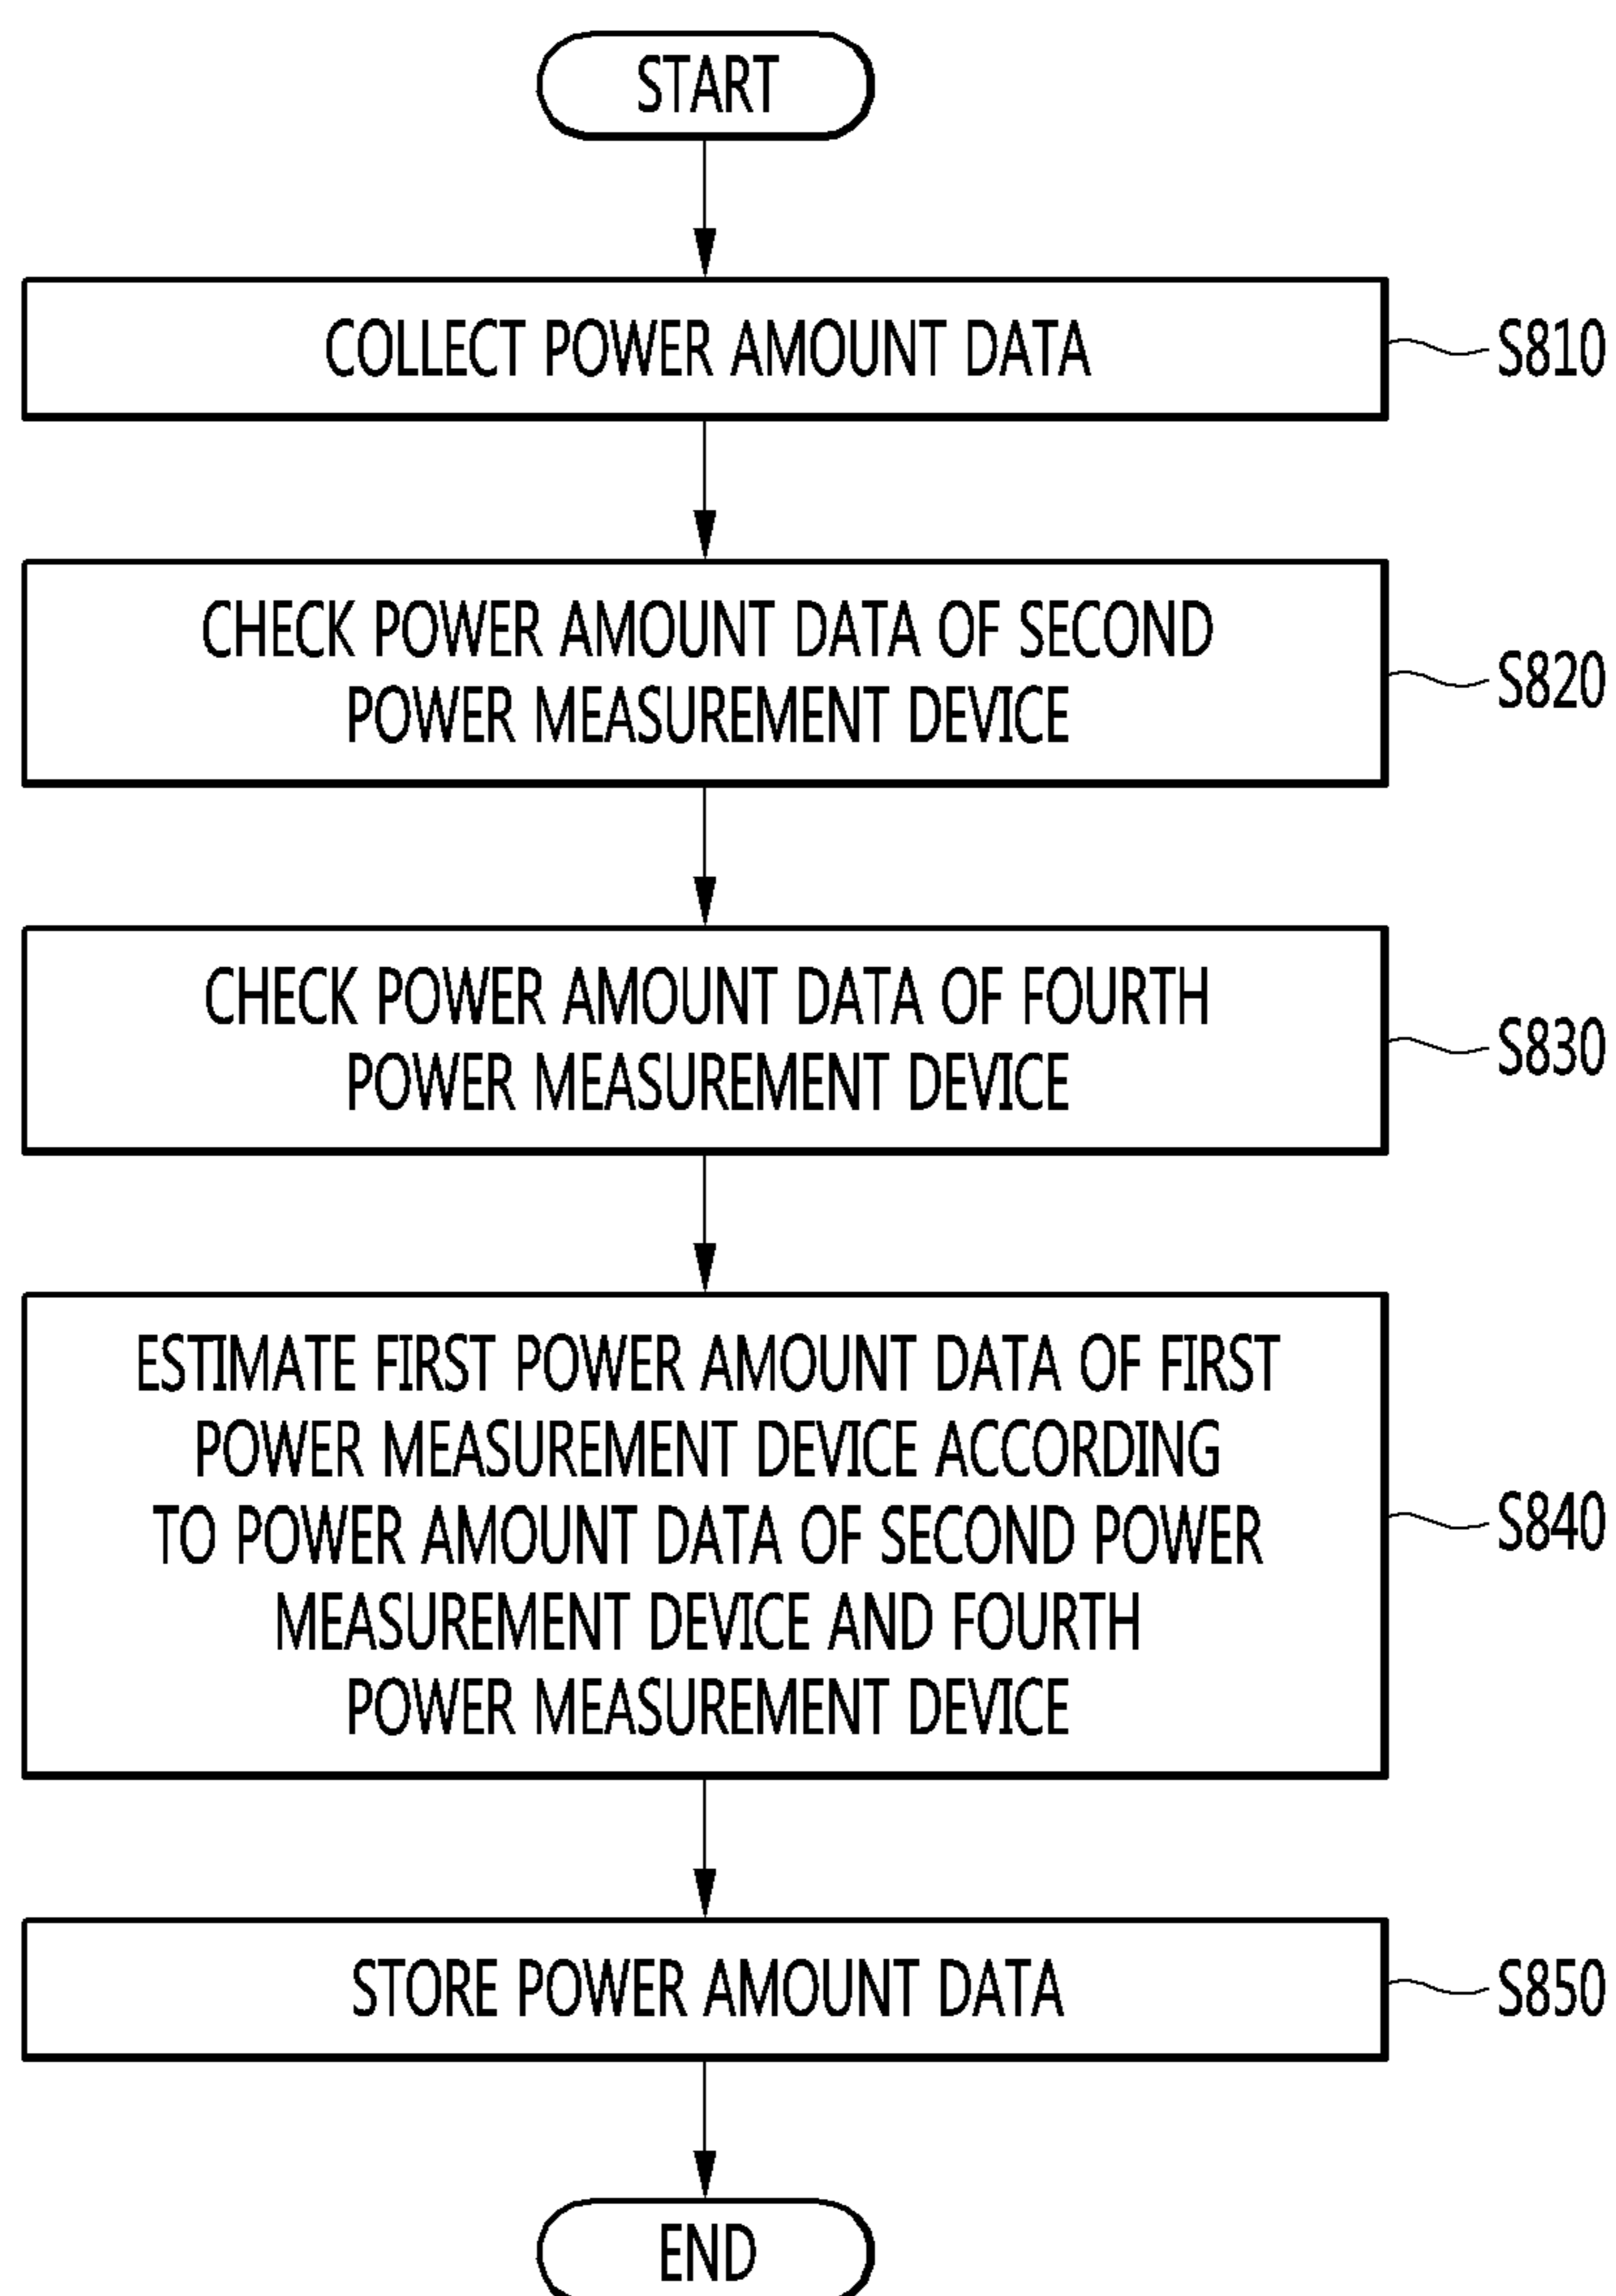 START
COLLECT POWER AMOUNT DATA
S810
CHECK POWER AMOUNT DATA OF SECOND
POWER MEASUREMENT DEVICE
S820
CHECK POWER AMOUNT DATA OF FOURTH
POWER MEASUREMENT DEVICE
S830
ESTIMATE FIRST POWER AMOUNT DATA OF FIRST
POWER MEASUREMENT DEVICE ACCORDING
TO POWER AMOUNT DATA OF SECOND POWER
MEASUREMENT DEVICE AND FOURTH
POWER MEASUREMENT DEVICE
S840
STORE POWER AMOUNT DATA
S850
END